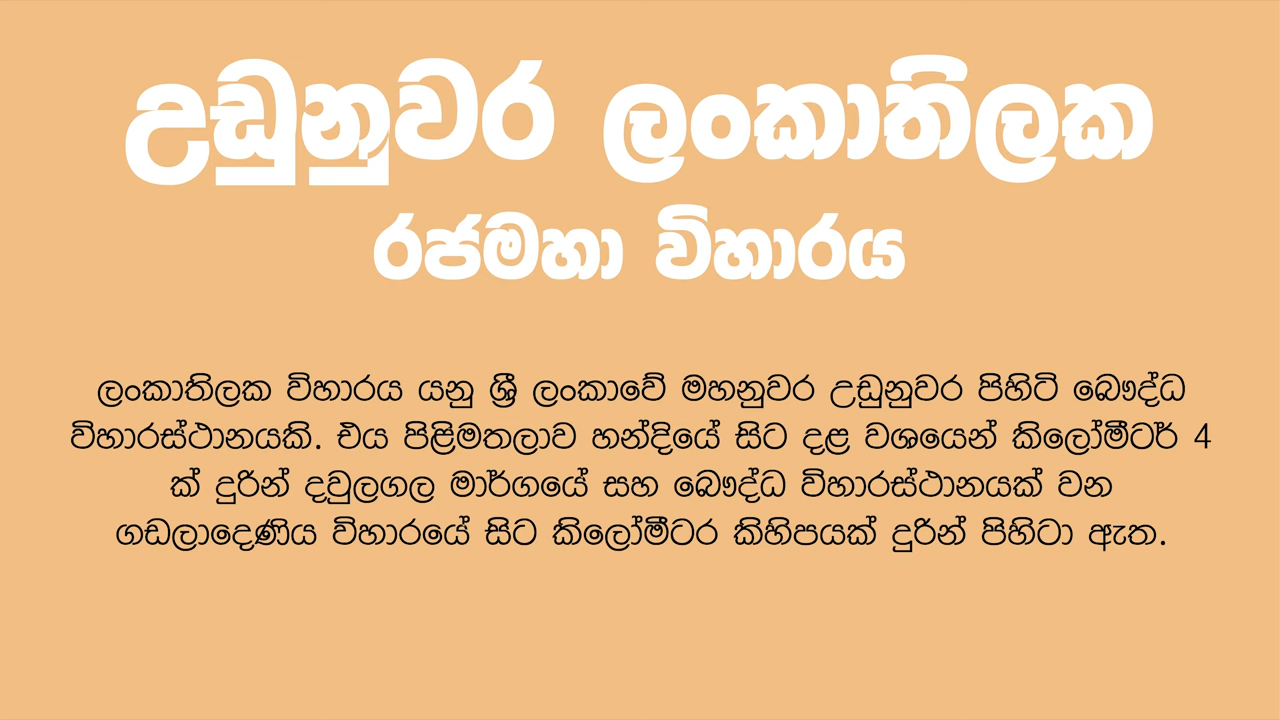 උඩුනුවර ලංකාතිලක
රජමහා විහාරය
ලංකාතිලක විහාරය යනු ශ්‍රී ලංකාවේ මහනුවර උඩුනුවර පිහිටි බෞද්ධ
විහාරස්ථානයකි. එය පිළිමතලාව හන්දියේ සිට දළ වශයෙන් කිලෝමීටර් 4
ක් දුරින් දවුලගල මාර්ගයේ සහ බෞද්ධ විහාරස්ථානයක් වන
ගඩලාදෙණිය විහාරයේ සිට කිලෝමීටර කිහිපයක් දුරින් පිහිටා ඇත.